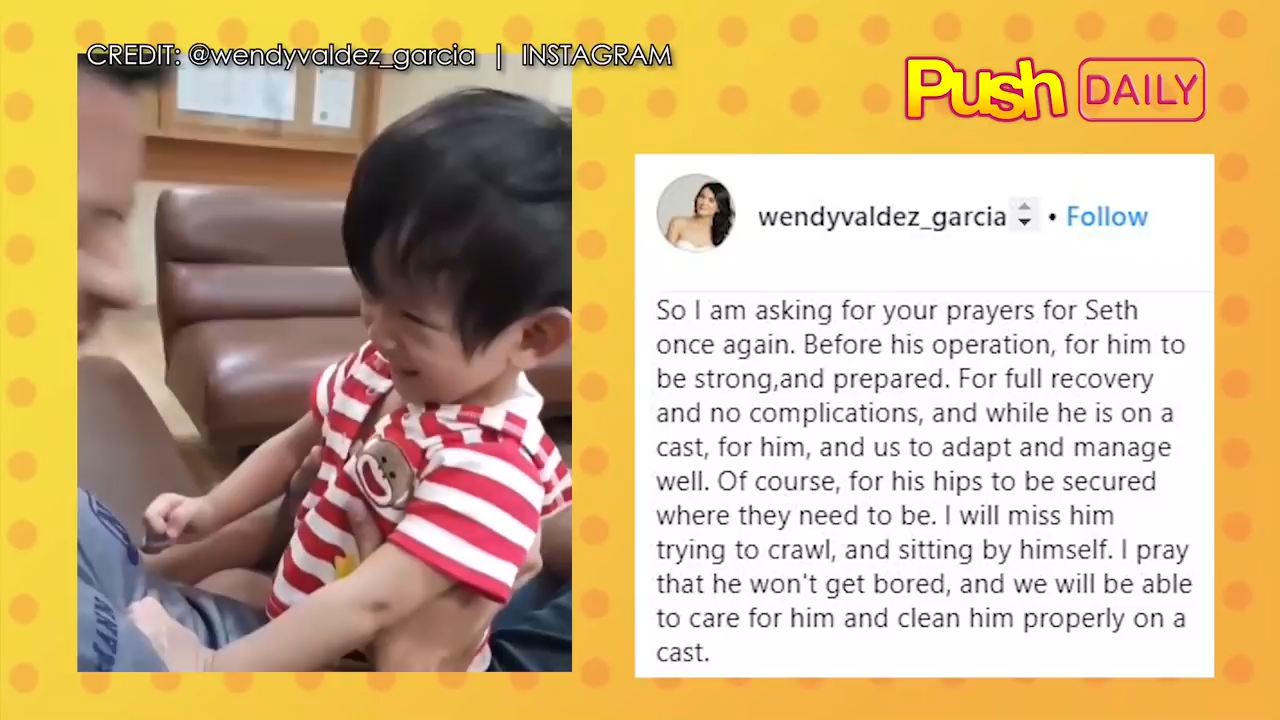 CREDIT: @wendyvaldez_garcia | INSTAGRAM
Push DAILY
wendyvaldez_garcia • Follow
So I am asking for your prayers for Seth
once again. Before his operation, for him to
be strong,and prepared. For full recovery
and no complications, and while he is on a
cast, for him, and us to adapt and manage
well. Of course, for his hips to be secured
where they need to be. I will miss him
trying to crawl, and sitting by himself. I pray
that he won't get bored, and we will be able
to care for him and clean him properly on a
cast.